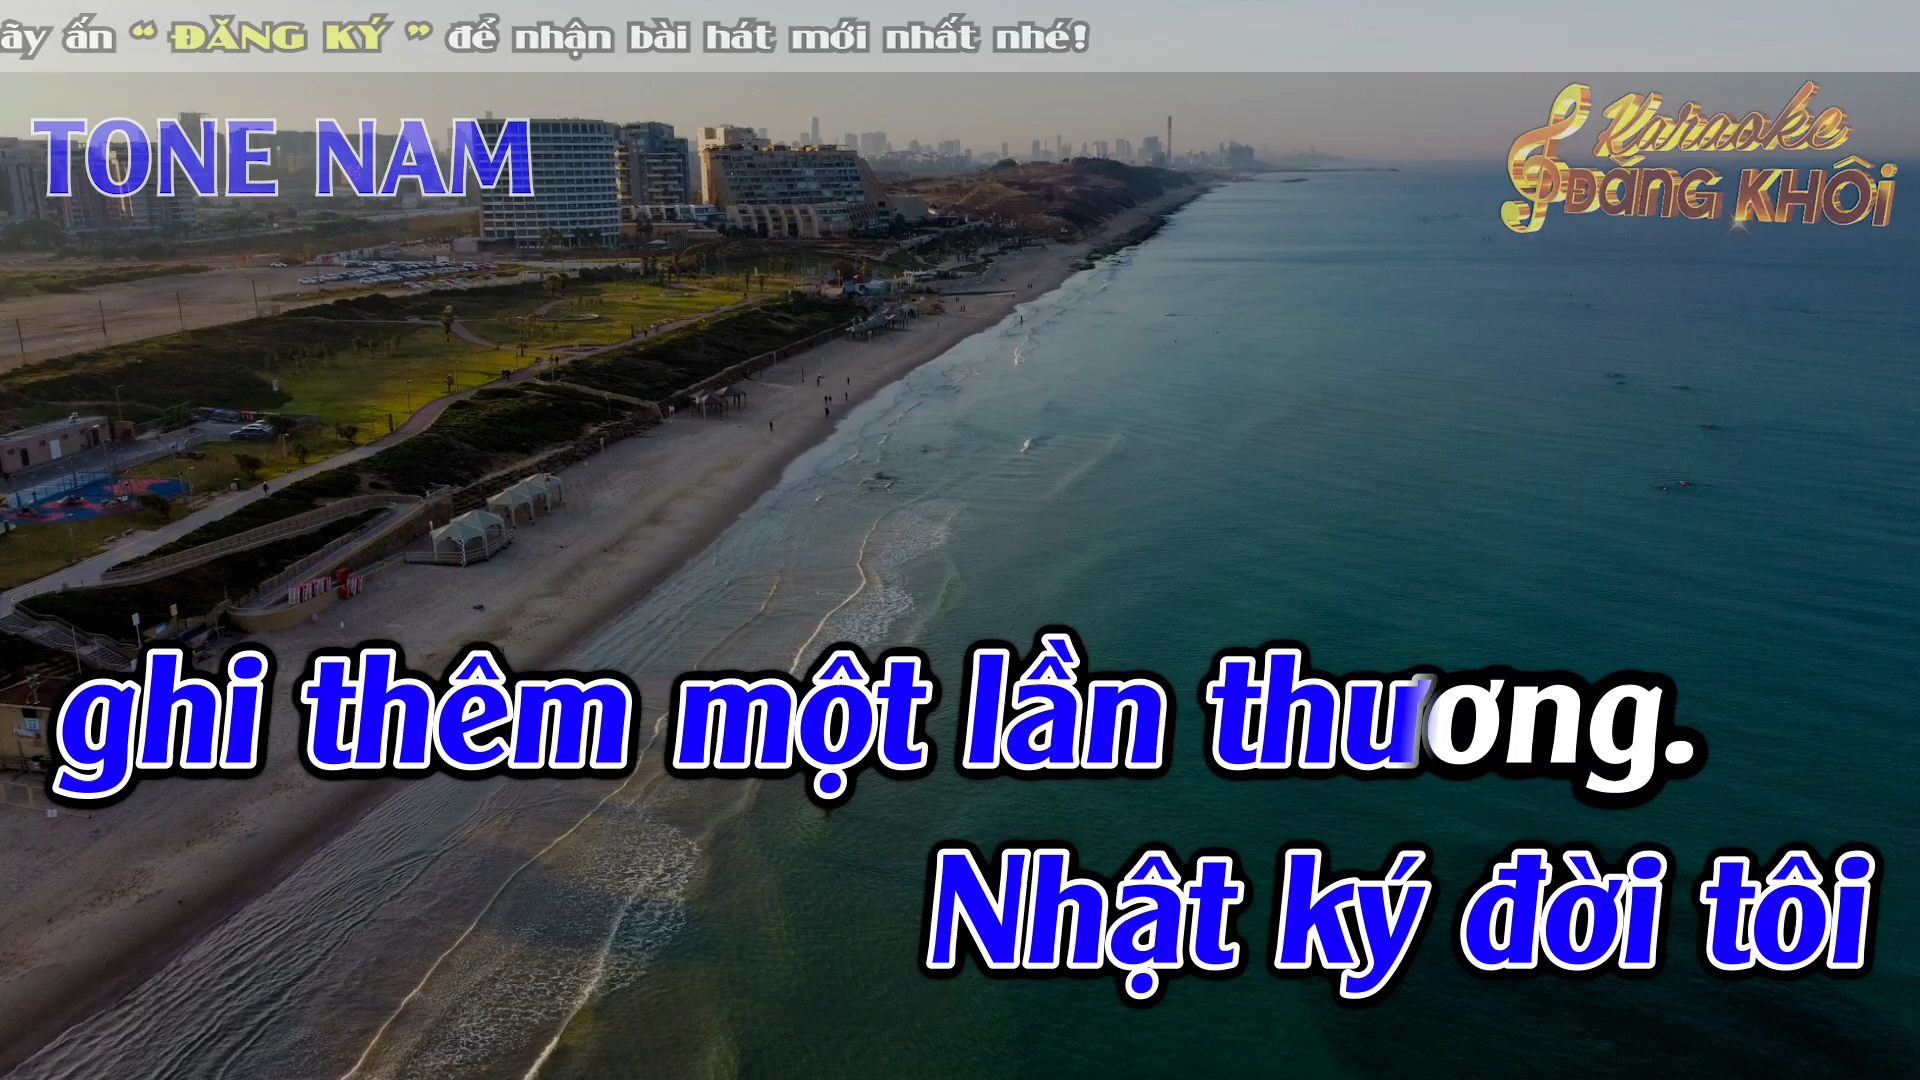 ãy ấn “ ĐĂNG KÝ ” để nhận bài hát mới nhất nhé!
TONE NAM
Karaoke
ĐĂNG KHÔI
ghi thêm một lần thương.
Nhật ký đời tôi